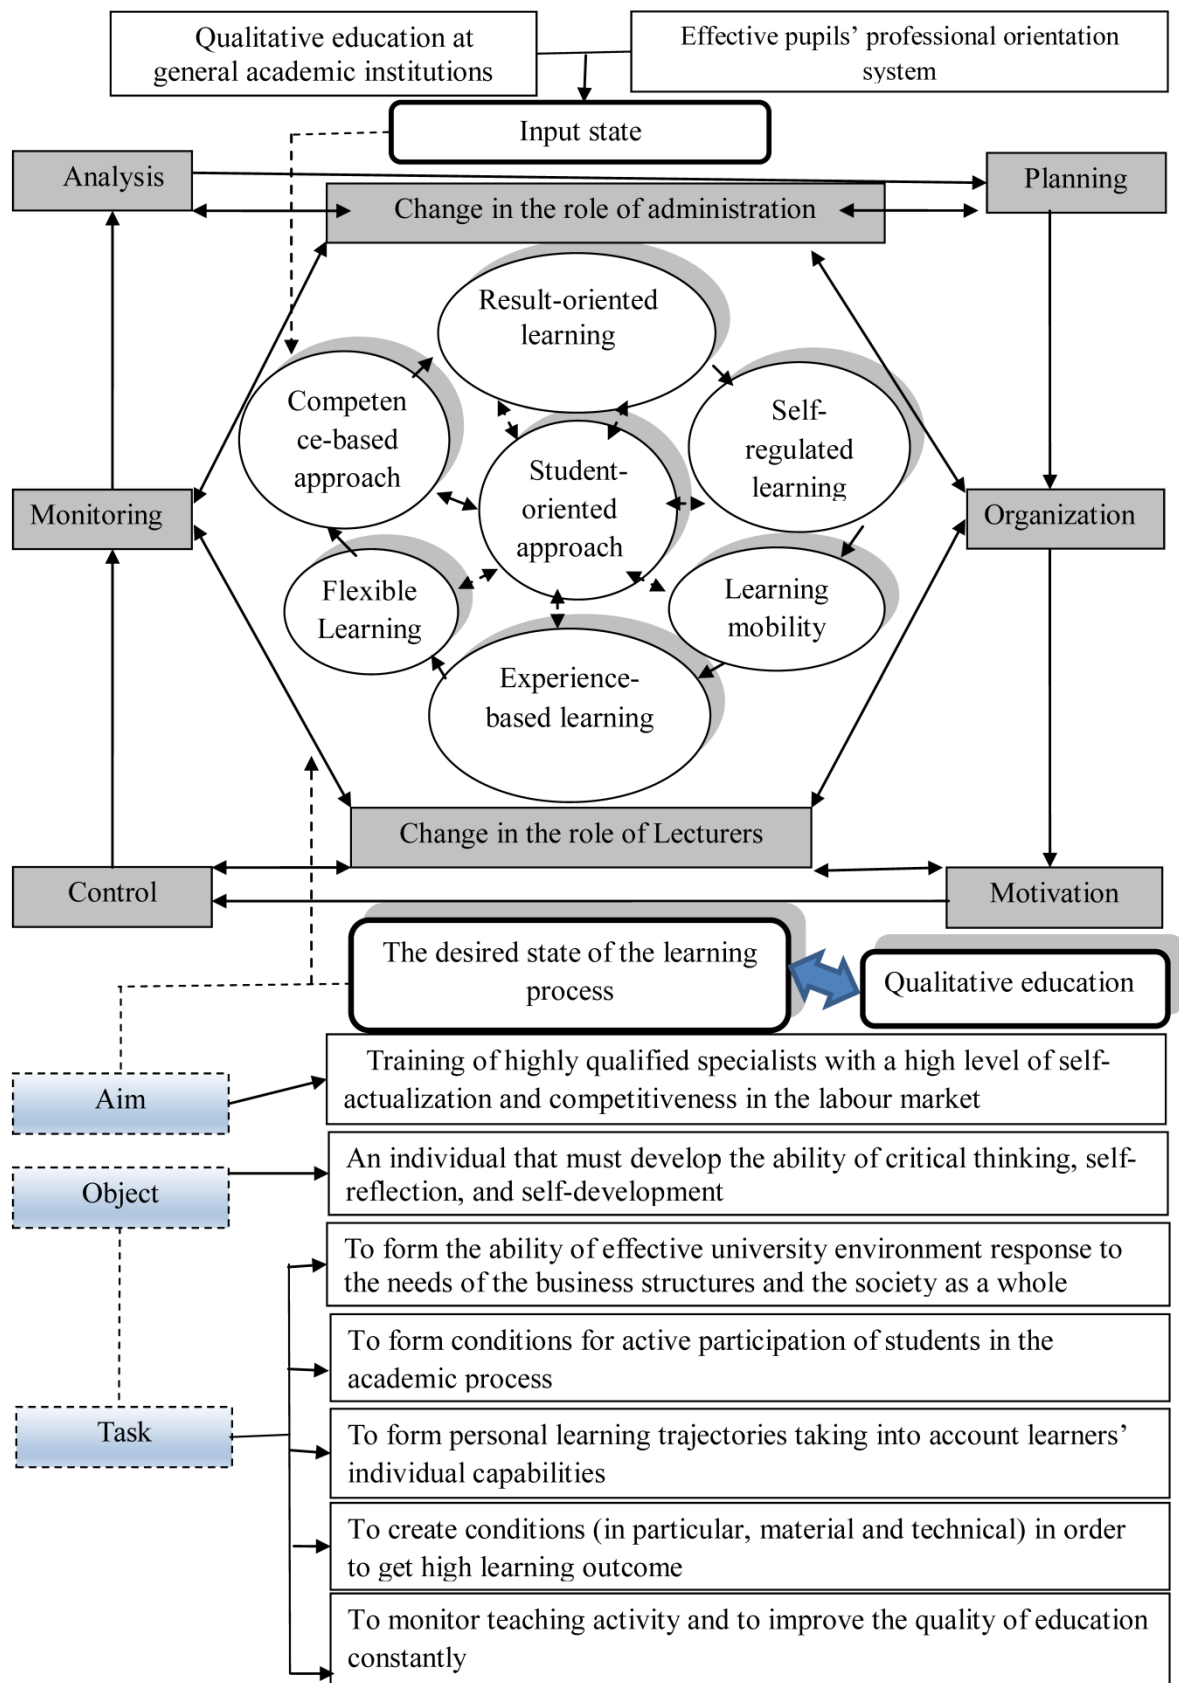 Qualitative education at
general academic institutions
Effective pupils’ professional orientation
system
Input state
Analysis
Planning
Change in the role of administration
Result-oriented
learning
Competen
ce-based
approach
Self-
regulated
learning
Student-
oriented
approach
Monitoring
Organization
Flexible
Learning
Learning
mobility
Experience-
based learning
Change in the role of Lecturers
Control
Motivation
The desired state of the learning
process
Qualitative education
Aim
Training of highly qualified specialists with a high level of self-
actualization and competitiveness in the labour market
Object
An individual that must develop the ability of critical thinking, self-
reflection, and self-development
To form the ability of effective university environment response to
the needs of the business structures and the society as a whole
To form conditions for active participation of students in the
academic process
Task
To form personal learning trajectories taking into account learners’
individual capabilities
To create conditions (in particular, material and technical) in order
to get high learning outcome
To monitor teaching activity and to improve the quality of education
constantly